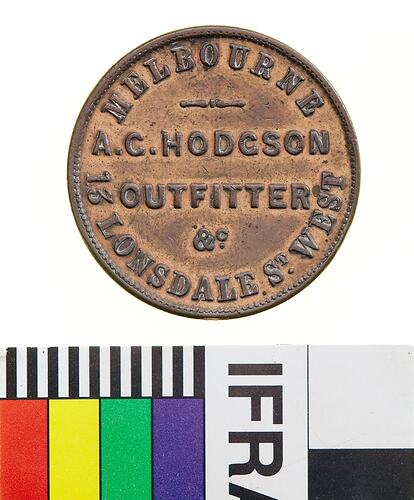 MELBOURNE
A.C. HODGSON
OUTFITTER
&c.
13 LONSDALE ST. WEST
IFRA